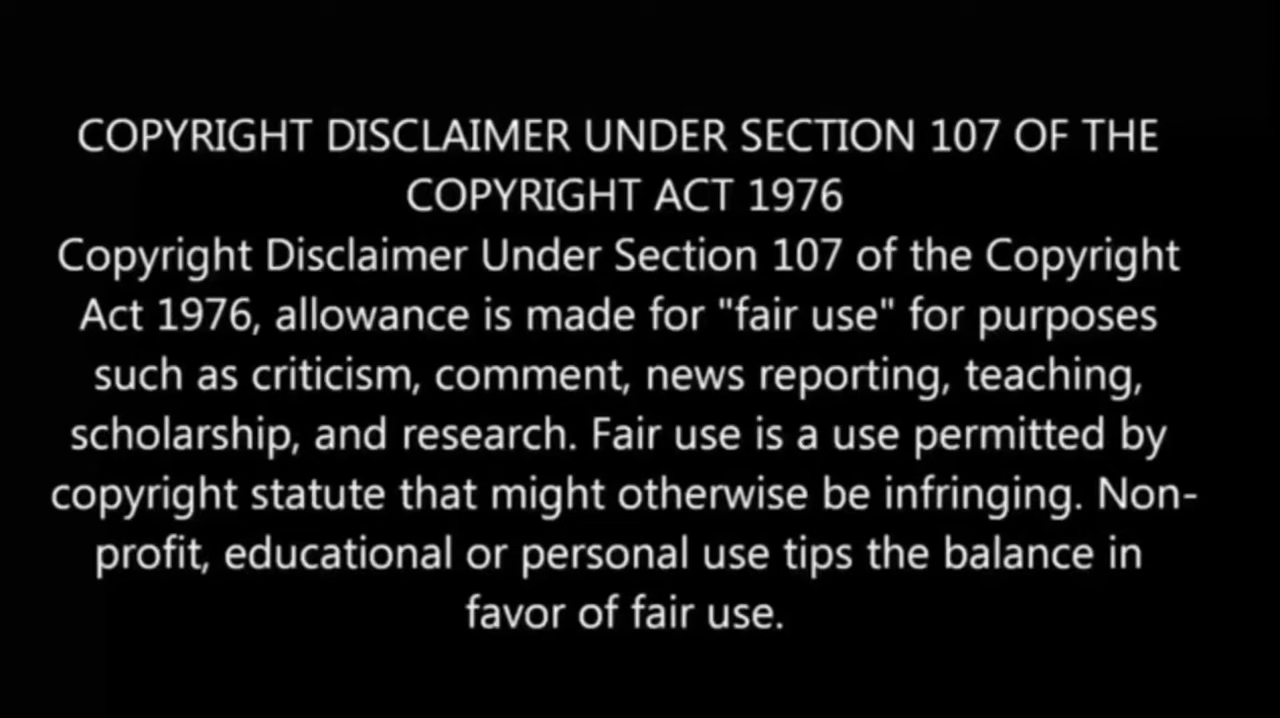 COPYRIGHT DISCLAIMER UNDER SECTION 107 OF THE
COPYRIGHT ACT 1976
Copyright Disclaimer Under Section 107 of the Copyright
Act 1976, allowance is made for "fair use" for purposes
such as criticism, comment, news reporting, teaching,
scholarship, and research. Fair use is a use permitted by
copyright statute that might otherwise be infringing. Non-
profit, educational or personal use tips the balance in
favor of fair use.